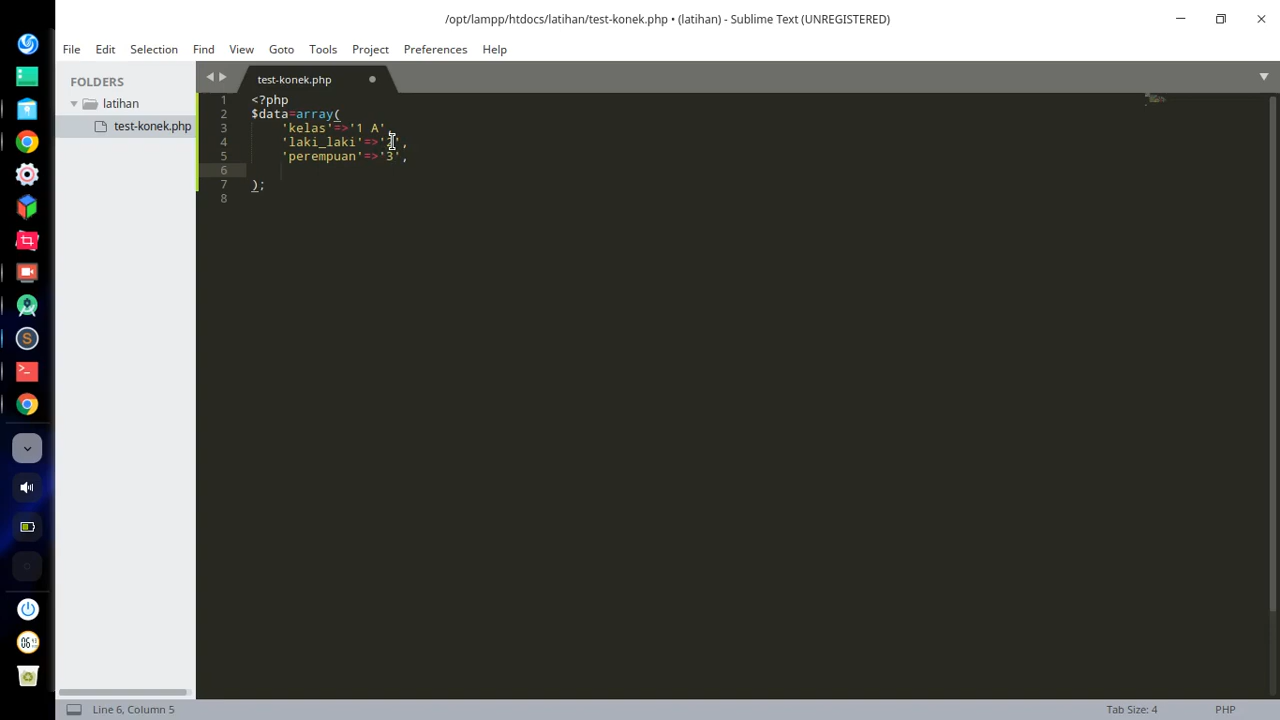 /opt/lampp/htdocs/latihan/test-konek.php • (latihan) - Sublime Text (UNREGISTERED)
File Edit Selection Find View Goto Tools Project Preferences Help
FOLDERS
latihan
test-konek.php
test-konek.php
1 <?php
2 $data=array(
3 'kelas'=>'1 A',
4 'laki_laki'=>'2',
5 'perempuan'=>'3',
6
7 );
8
Line 6, Column 5
Tab Size: 4
PHP